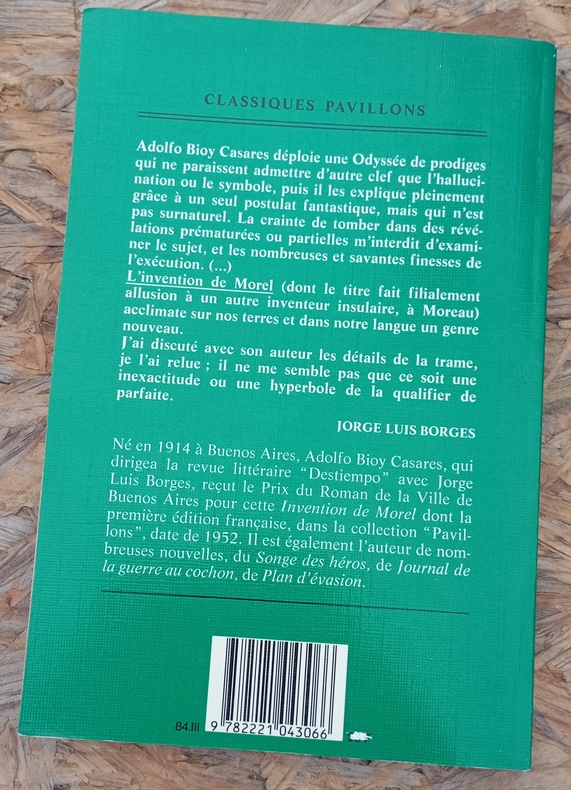 CLASSIQUES PAVILLONS
Adolfo Bioy Casares déploie une Odyssée de prodiges
qui ne paraissent admettre d'autre clef que l'halluci-
nation ou le symbole, puis il les explique pleinement
grâce à un seul postulat fantastique, mais qui n'est
pas surnaturel. La crainte de tomber dans des révé-
lations prématurées ou partielles m'interdit d'exami-
ner le sujet, et les nombreuses et savantes finesses de
l'exécution. (...)
L'invention de Morel (dont le titre fait filialement
allusion à un autre inventeur insulaire, à Moreau)
acclimate sur nos terres et dans notre langue un genre
nouveau.
J'ai discuté avec son auteur les détails de la trame,
je l'ai relue ; il ne me semble pas que ce soit une
inexactitude ou une hyperbole de la qualifier de
parfaite.
JORGE LUIS BORGES
Né en 1914 à Buenos Aires, Adolfo Bioy Casares, qui
dirigea la revue littéraire "Destiempo" avec Jorge
Luis Borges, reçut le Prix du Roman de la Ville de
Buenos Aires pour cette Invention de Morel dont la
première édition française, dans la collection "Pavil-
lons", date de 1952. Il est également l'auteur de nom-
breuses nouvelles, du Songe des héros, de Journal de
la guerre au cochon, de Plan d'évasion.
84.III 9 782221 043066